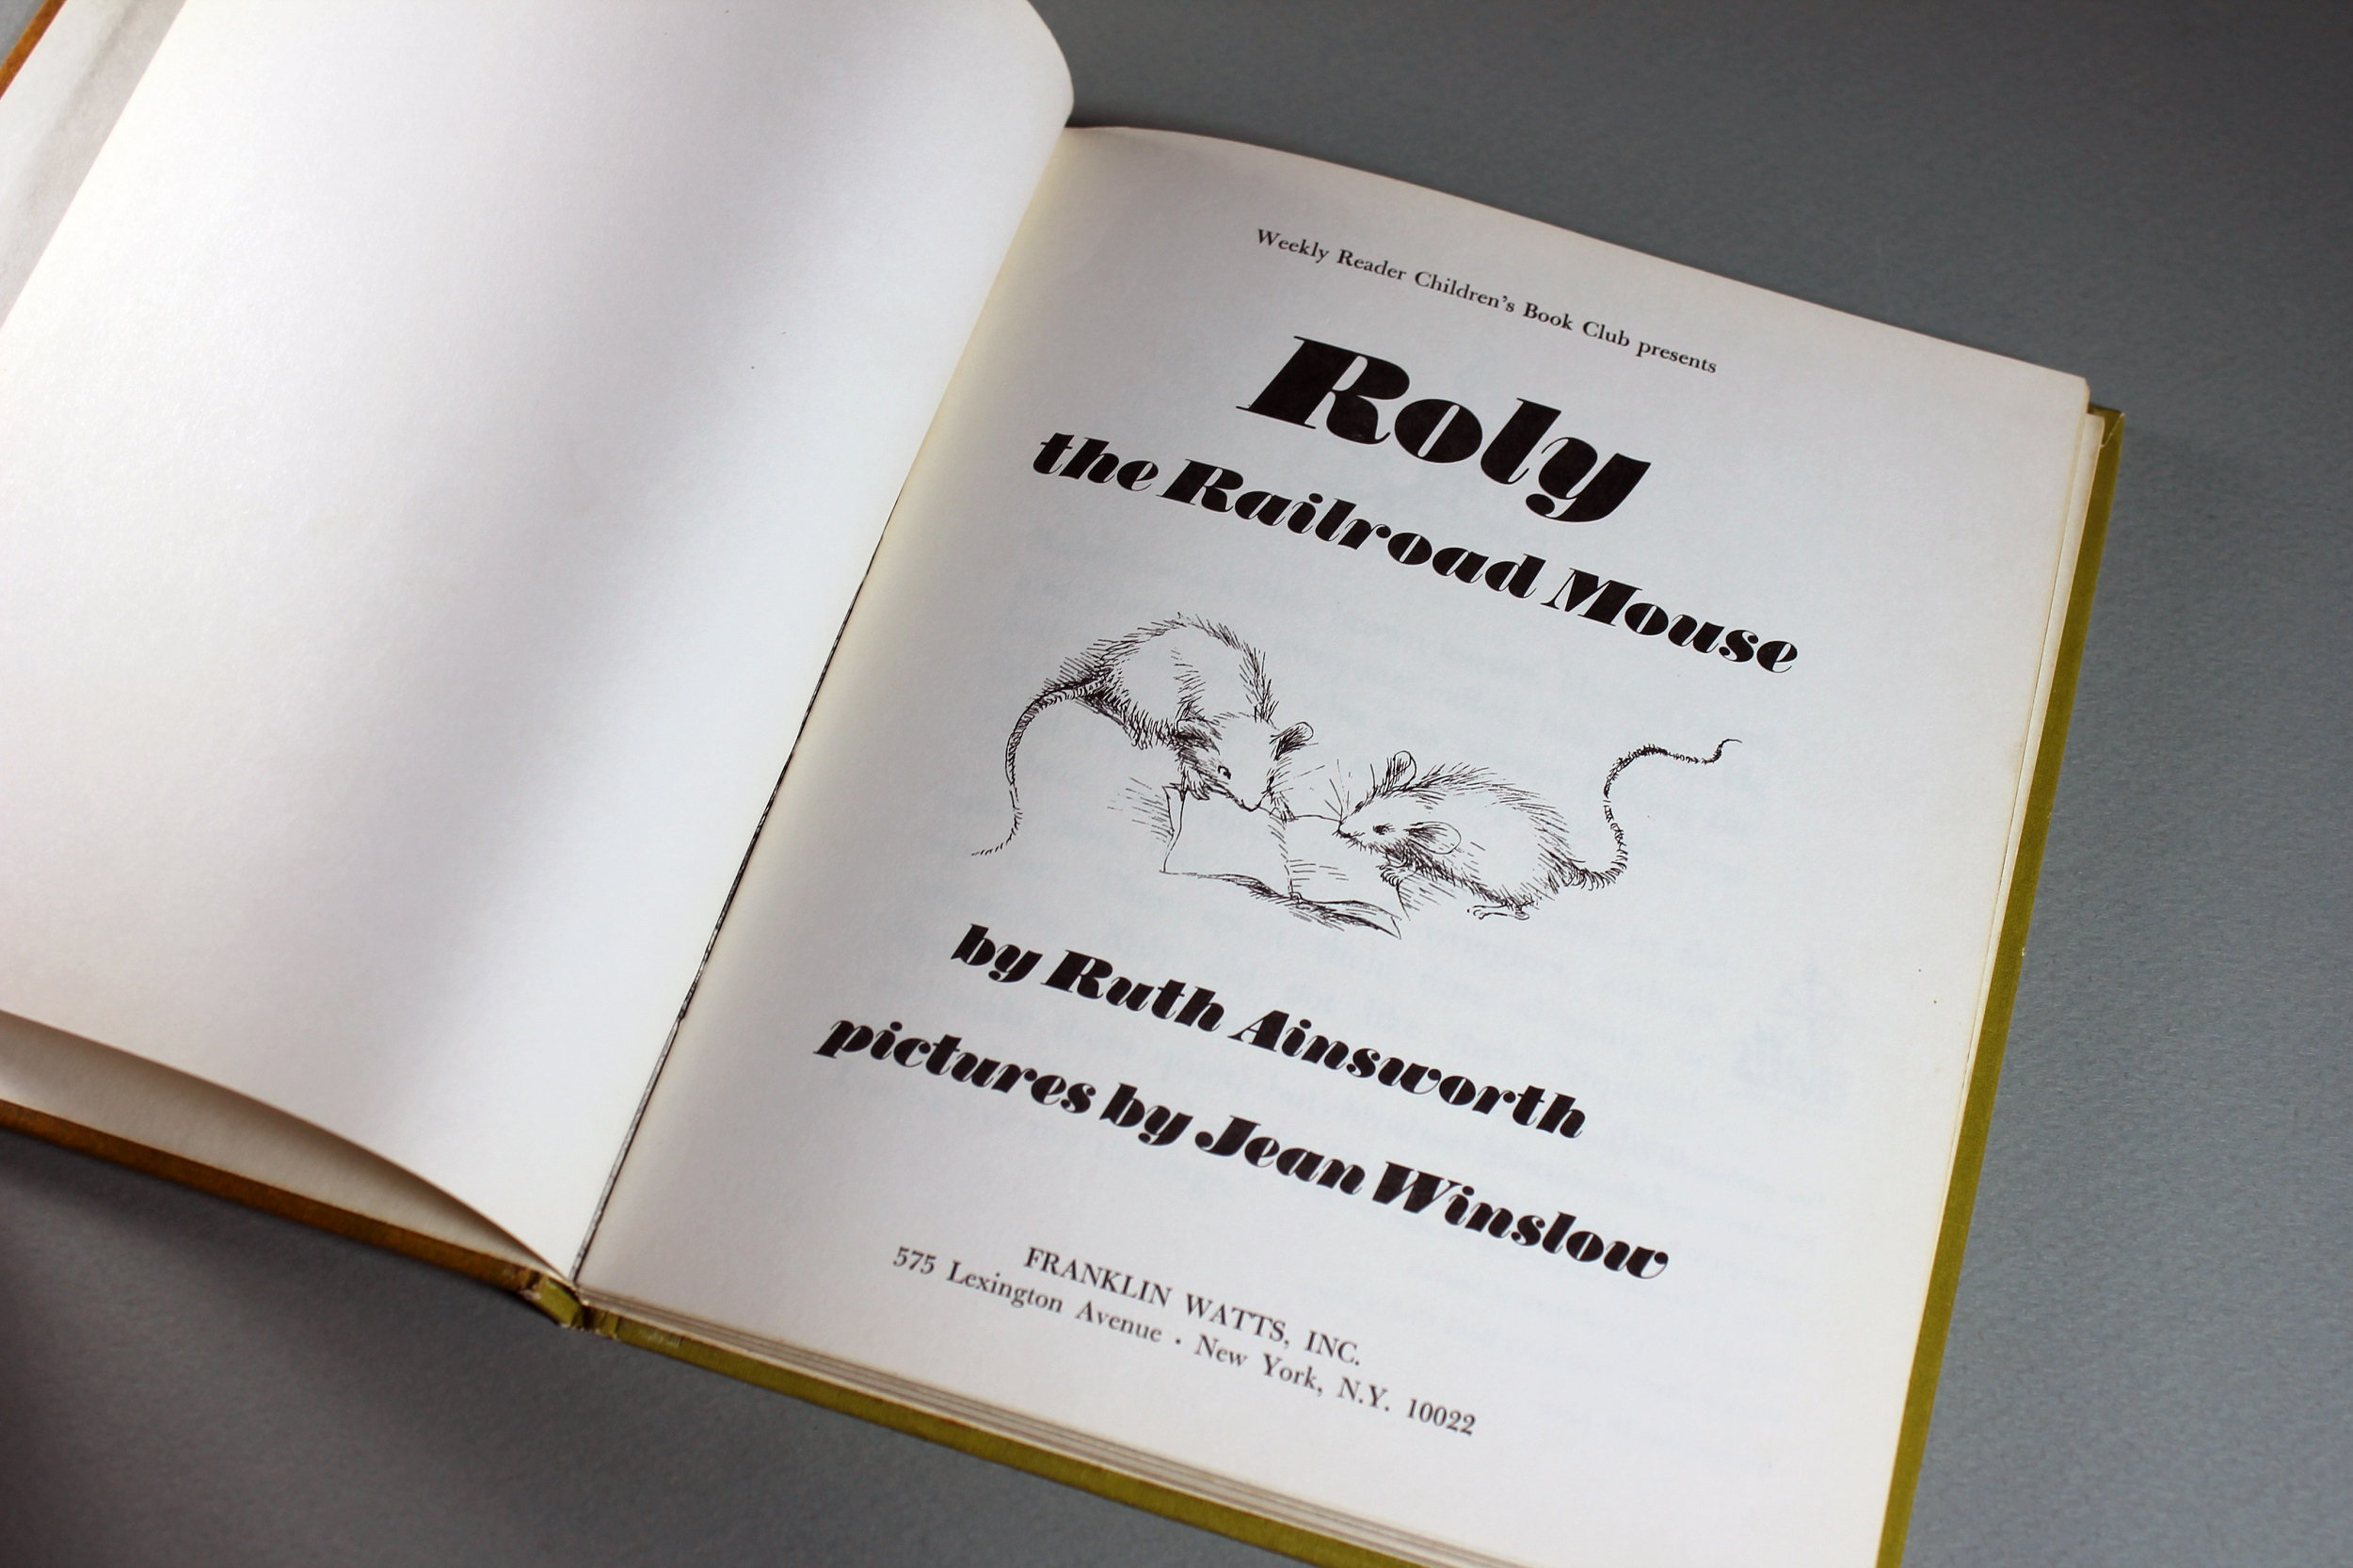 Weekly Reader Children's Book Club presents
Roly
the Railroad Mouse
by Ruth Ainsworth
pictures by Jean Winslow
FRANKLIN WATTS, INC.
575 Lexington Avenue • New York, N.Y. 10022